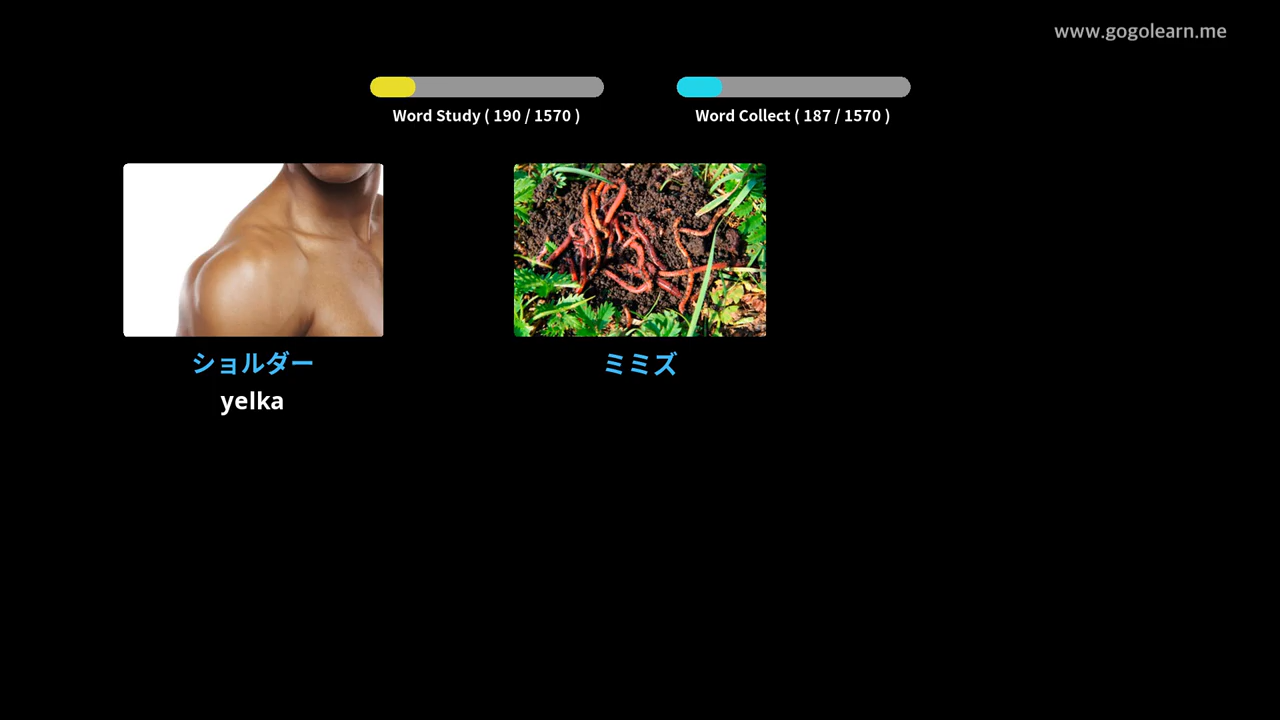 www.gogolearn.me
Word Study ( 190 / 1570 )
Word Collect ( 187 / 1570 )
ショルダー
yelka
ミミズ